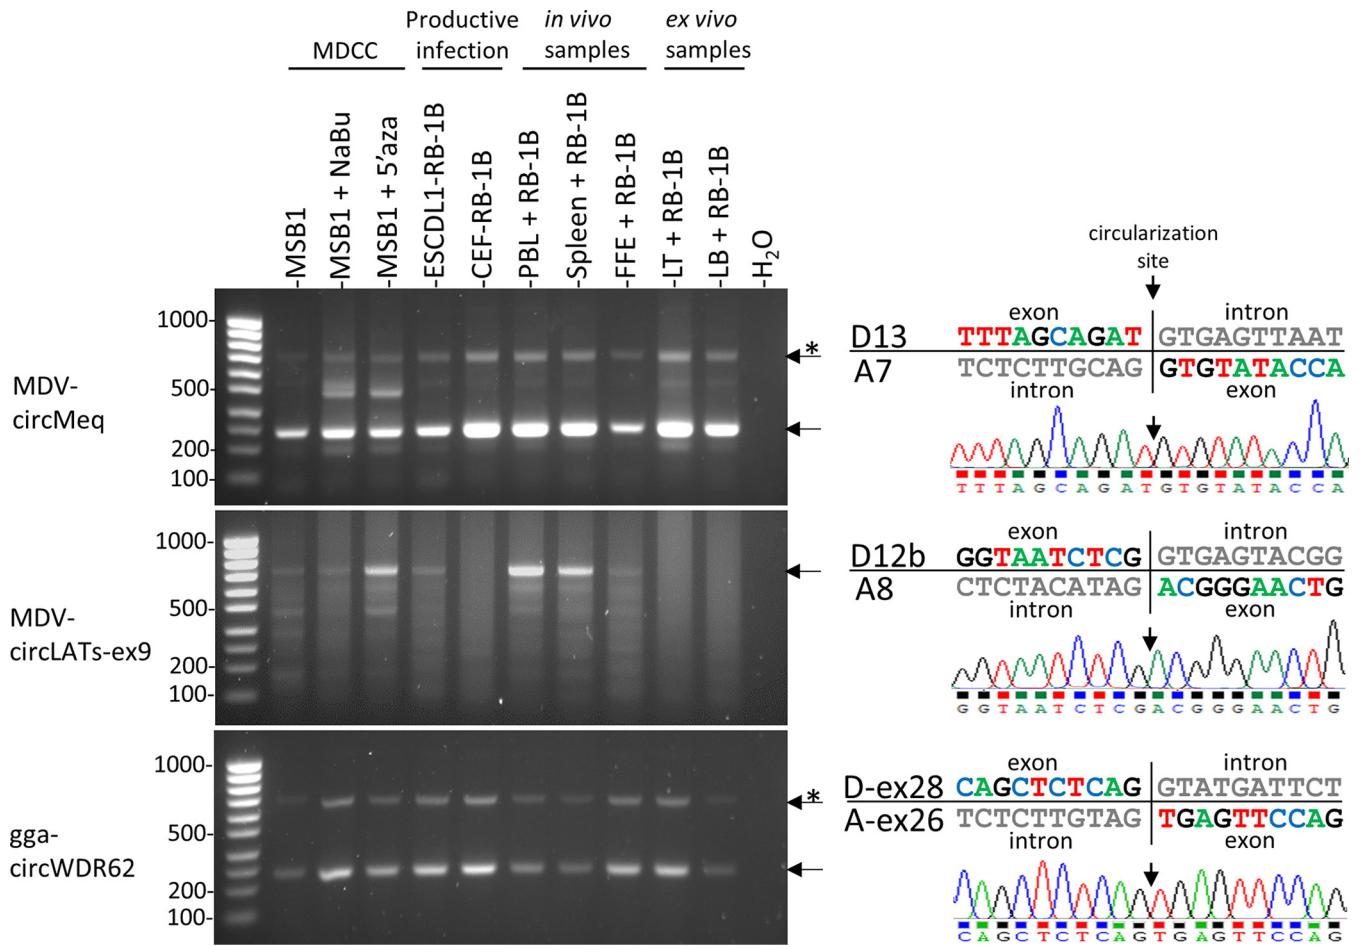 MDCC
Productive
infection
in vivo
samples
ex vivo
samples
-MSB1
-MSB1 + NaBu
-MSB1 + 5’aza
-ESCDL1-RB-1B
-CEF-RB-1B
-PBL + RB-1B
-Spleen + RB-1B
-FFE + RB-1B
-LT + RB-1B
-LB + RB-1B
-H2O
MDV-
circMeq
1000-
500-
200-
100-
*
MDV-
circLATs-ex9
1000-
500-
200-
100-
gga-
circWDR62
1000-
500-
200-
100-
*
circularization
site
exon intron
D13 TTTAGCAGAT GTGAGTTAAT
A7 TCTCTTGCAG GTGTATACCA
intron exon
T T T A G C A G A T G T G T A T A C C A
exon intron
D12b GGTAATCTCG GTGAGTACGG
A8 CTCTACATAG ACGGGAACTG
intron exon
G G T A A T C T C G A C G G G A A C T G
exon intron
D-ex28 CAGCTCTCAG GTATGATTCT
A-ex26 TCTCTTGTAG TGAGTTCCAG
intron exon
C A G C T C T C A G T G A G T T C C A G